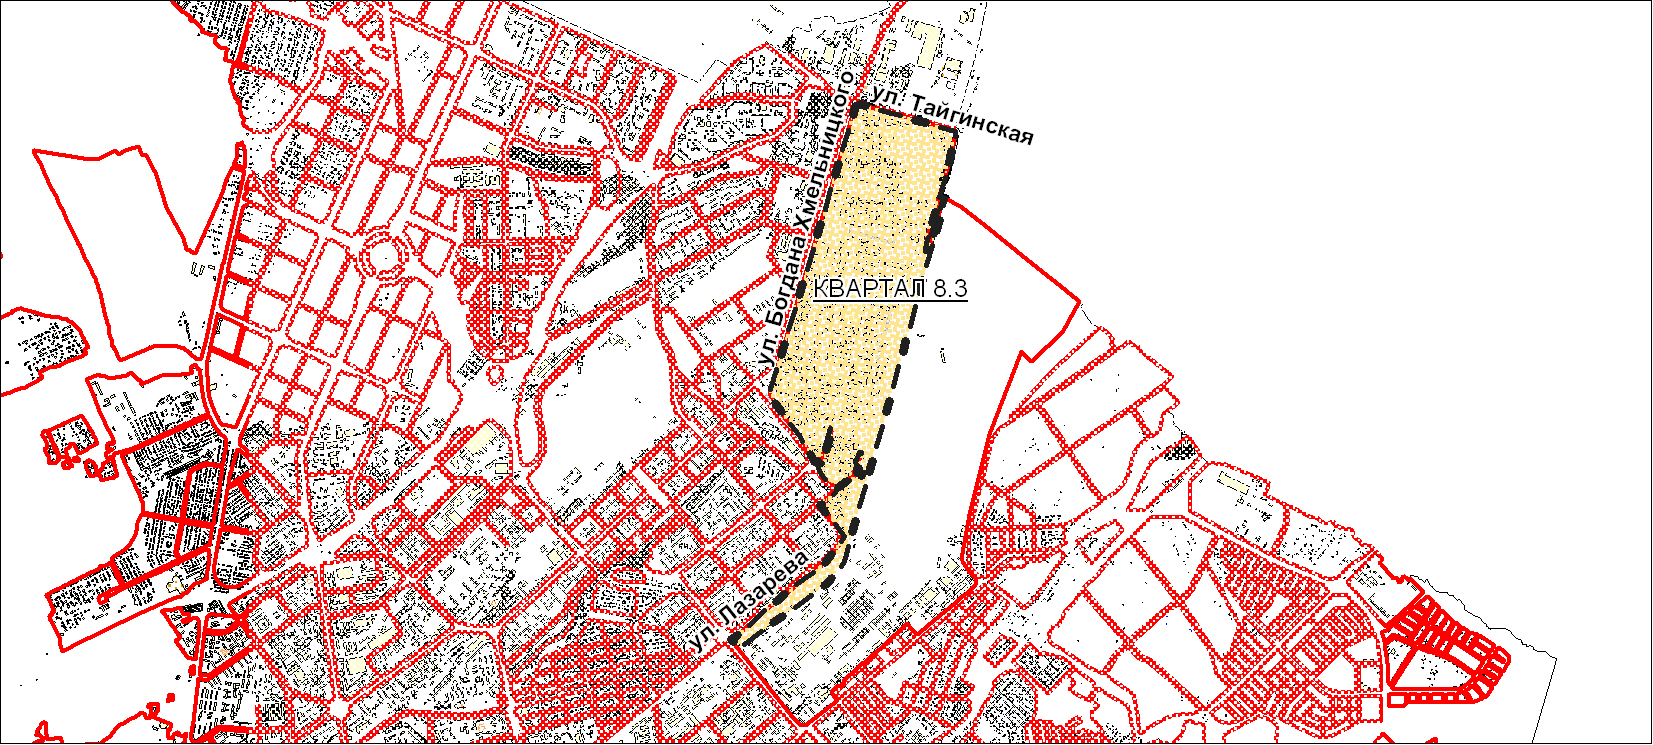 ул. Тайгинская
ул. Богдана Хмельницкого
КВАРТАЛ 8.3
ул. Лазарева